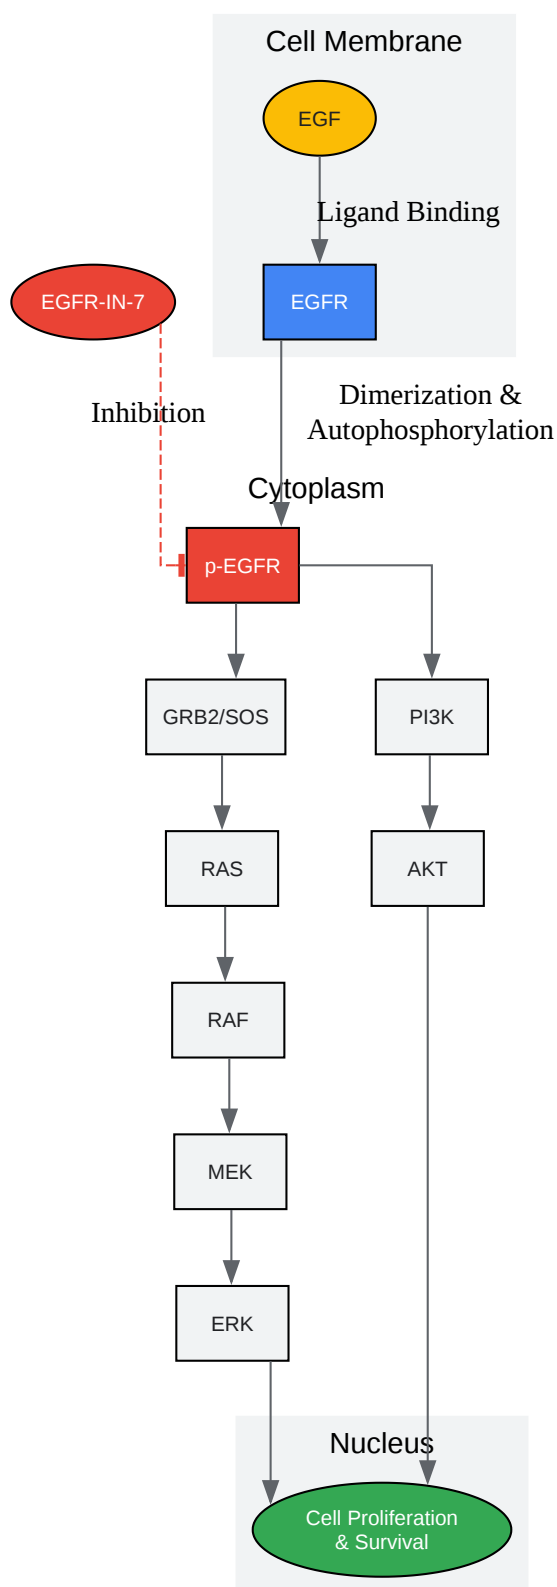 Cell Membrane
EGF
Ligand Binding
EGFR-IN-7
EGFR
Inhibition
Dimerization &
Autophosphorylation
Cytoplasm
p-EGFR
GRB2/SOS
PI3K
RAS
AKT
RAF
MEK
ERK
Nucleus
Cell Proliferation
& Survival